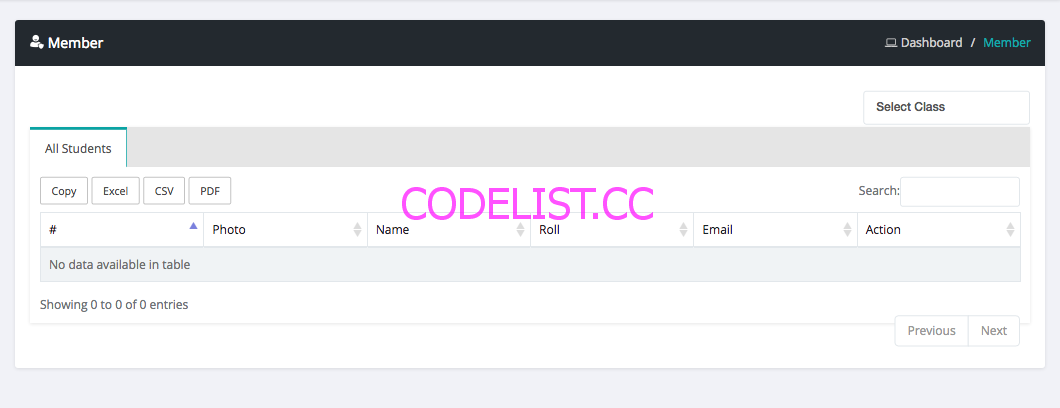 Member
Dashboard / Member
Select Class
All Students
Copy Excel CSV PDF
Search:
CODELIST.CC
# Photo Name Roll Email Action
No data available in table
Showing 0 to 0 of 0 entries
Previous Next